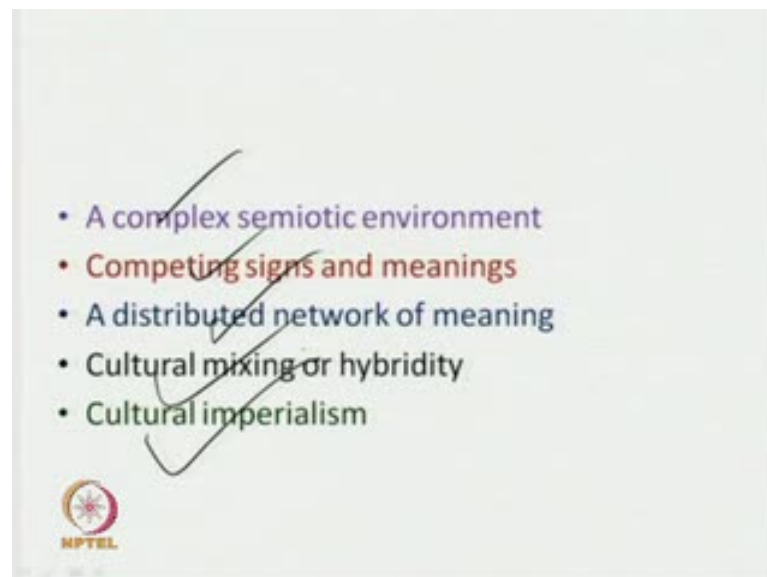 • A complex semiotic environment
• Competing signs and meanings
• A distributed network of meaning
• Cultural mixing or hybridity
• Cultural imperialism
NPTEL